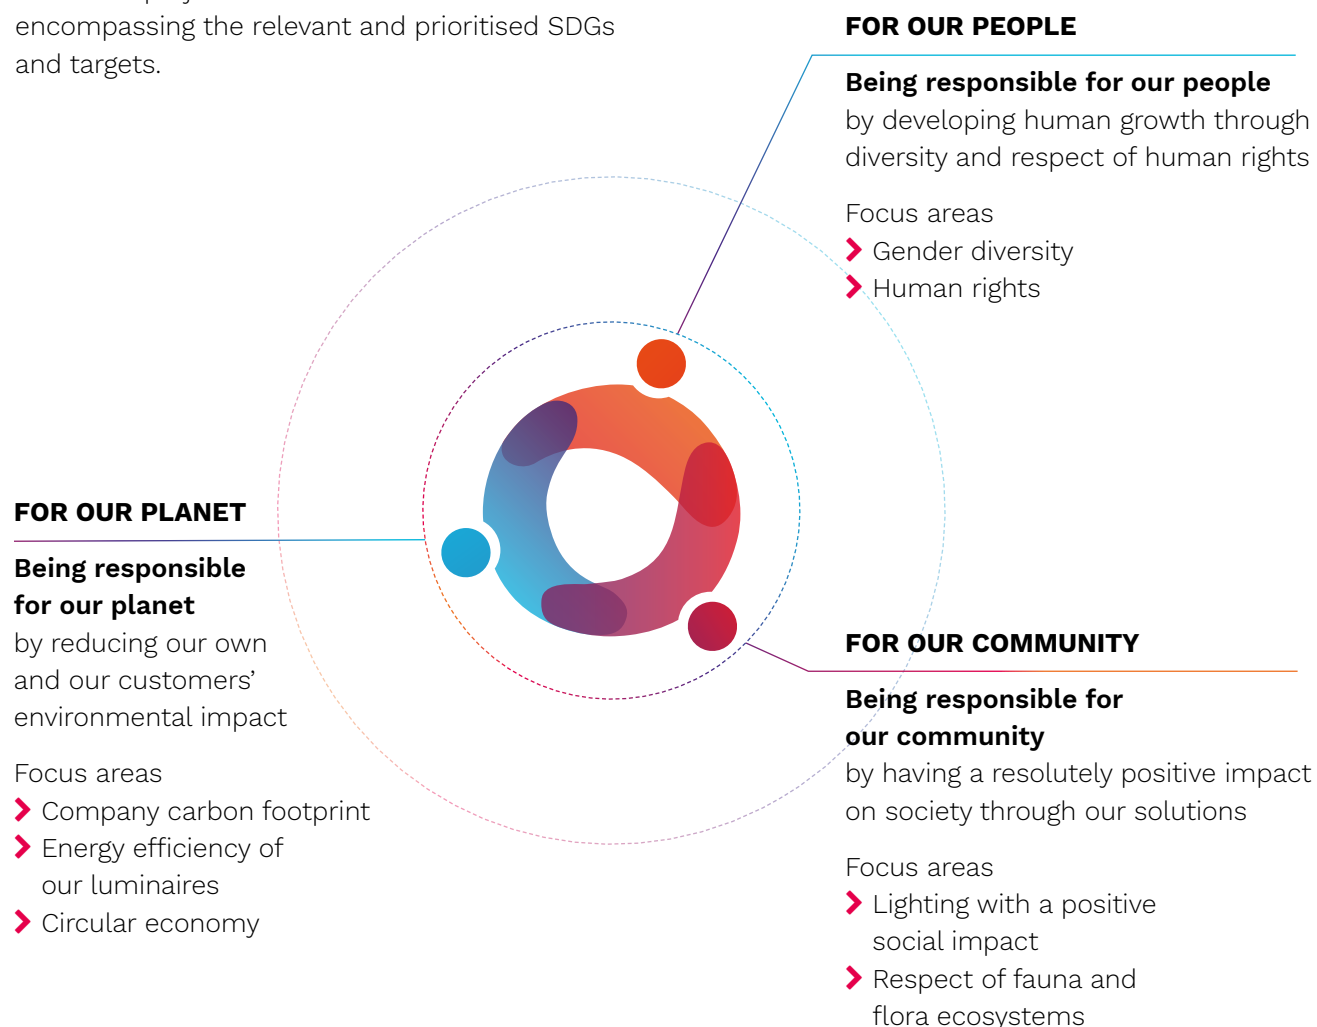 encompassing the relevant and prioritised SDGs
and targets.
FOR OUR PEOPLE
Being responsible for our people
by developing human growth through
diversity and respect of human rights
Focus areas
Gender diversity
Human rights
FOR OUR PLANET
Being responsible
for our planet
by reducing our own
and our customers’
environmental impact
Focus areas
Company carbon footprint
Energy efficiency of
our luminaires
Circular economy
FOR OUR COMMUNITY
Being responsible for
our community
by having a resolutely positive impact
on society through our solutions
Focus areas
Lighting with a positive
social impact
Respect of fauna and
flora ecosystems